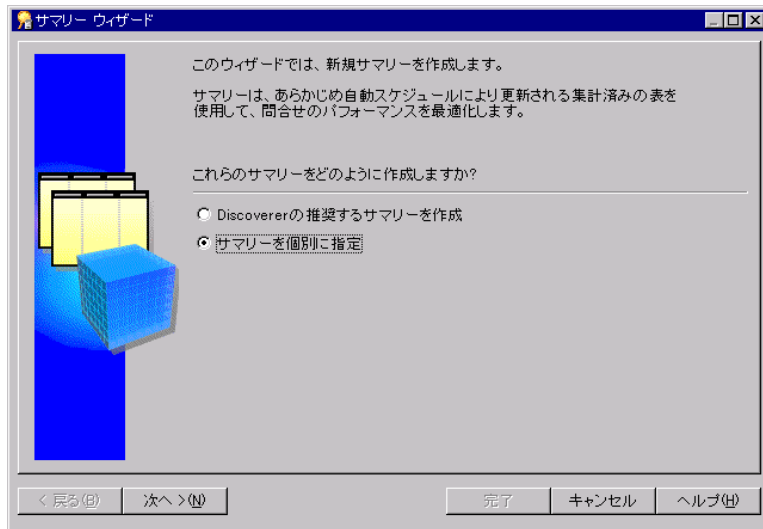 サマリー ウィザード
このウィザードでは、新規サマリーを作成します。
サマリーは、あらかじめ自動スケジュールにより更新される集計済みの表を
使用して、問合せのパフォーマンスを最適化します。
これらのサマリーをどのように作成しますか?
Discovererの推奨するサマリーを作成
サマリーを個別に指定
< 戻る(B) 次へ >(N) 完了 キャンセル ヘルプ(H)